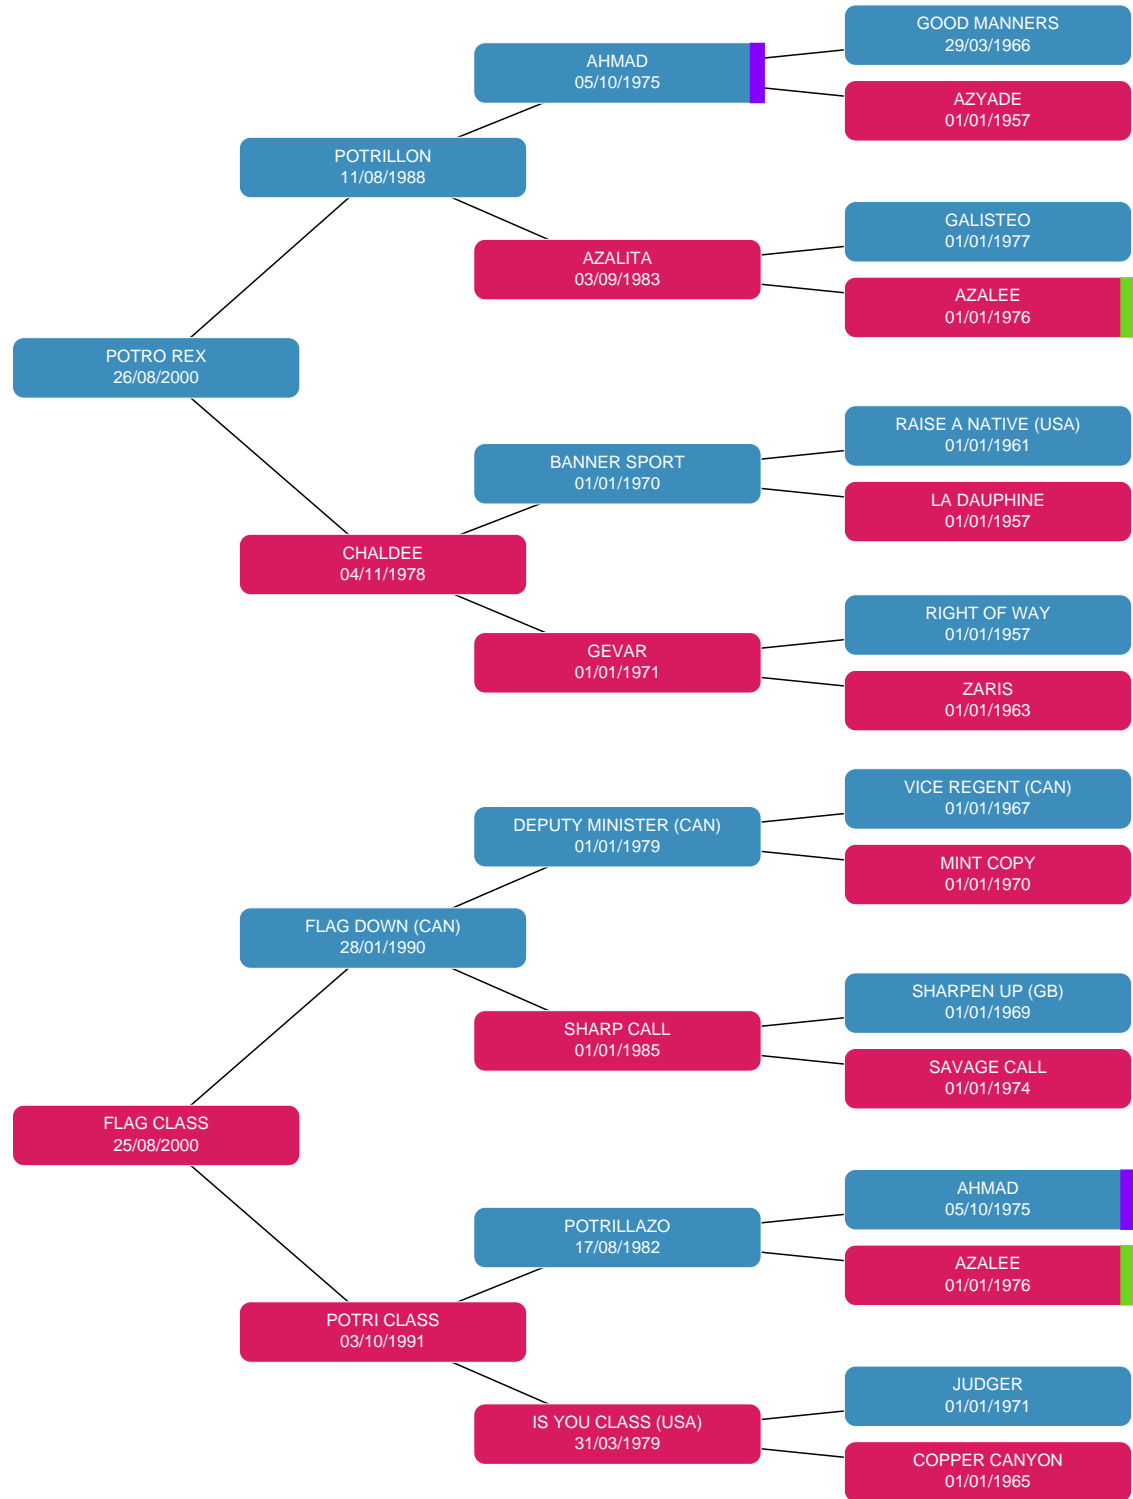 GOOD MANNERS
29/03/1966
AHMAD
05/10/1975
AZYADE
01/01/1957
POTRILLON
11/08/1988
GALISTEO
01/01/1977
AZALITA
03/09/1983
AZALEE
01/01/1976
POTRO REX
26/08/2000
RAISE A NATIVE (USA)
01/01/1961
BANNER SPORT
01/01/1970
LA DAUPHINE
01/01/1957
CHALDEE
04/11/1978
RIGHT OF WAY
01/01/1957
GEVAR
01/01/1971
ZARIS
01/01/1963
VICE REGENT (CAN)
01/01/1967
DEPUTY MINISTER (CAN)
01/01/1979
MINT COPY
01/01/1970
FLAG DOWN (CAN)
28/01/1990
SHARPEN UP (GB)
01/01/1969
SHARP CALL
01/01/1985
SAVAGE CALL
01/01/1974
FLAG CLASS
25/08/2000
AHMAD
05/10/1975
POTRILLAZO
17/08/1982
AZALEE
01/01/1976
POTRI CLASS
03/10/1991
JUDGER
01/01/1971
IS YOU CLASS (USA)
31/03/1979
COPPER CANYON
01/01/1965